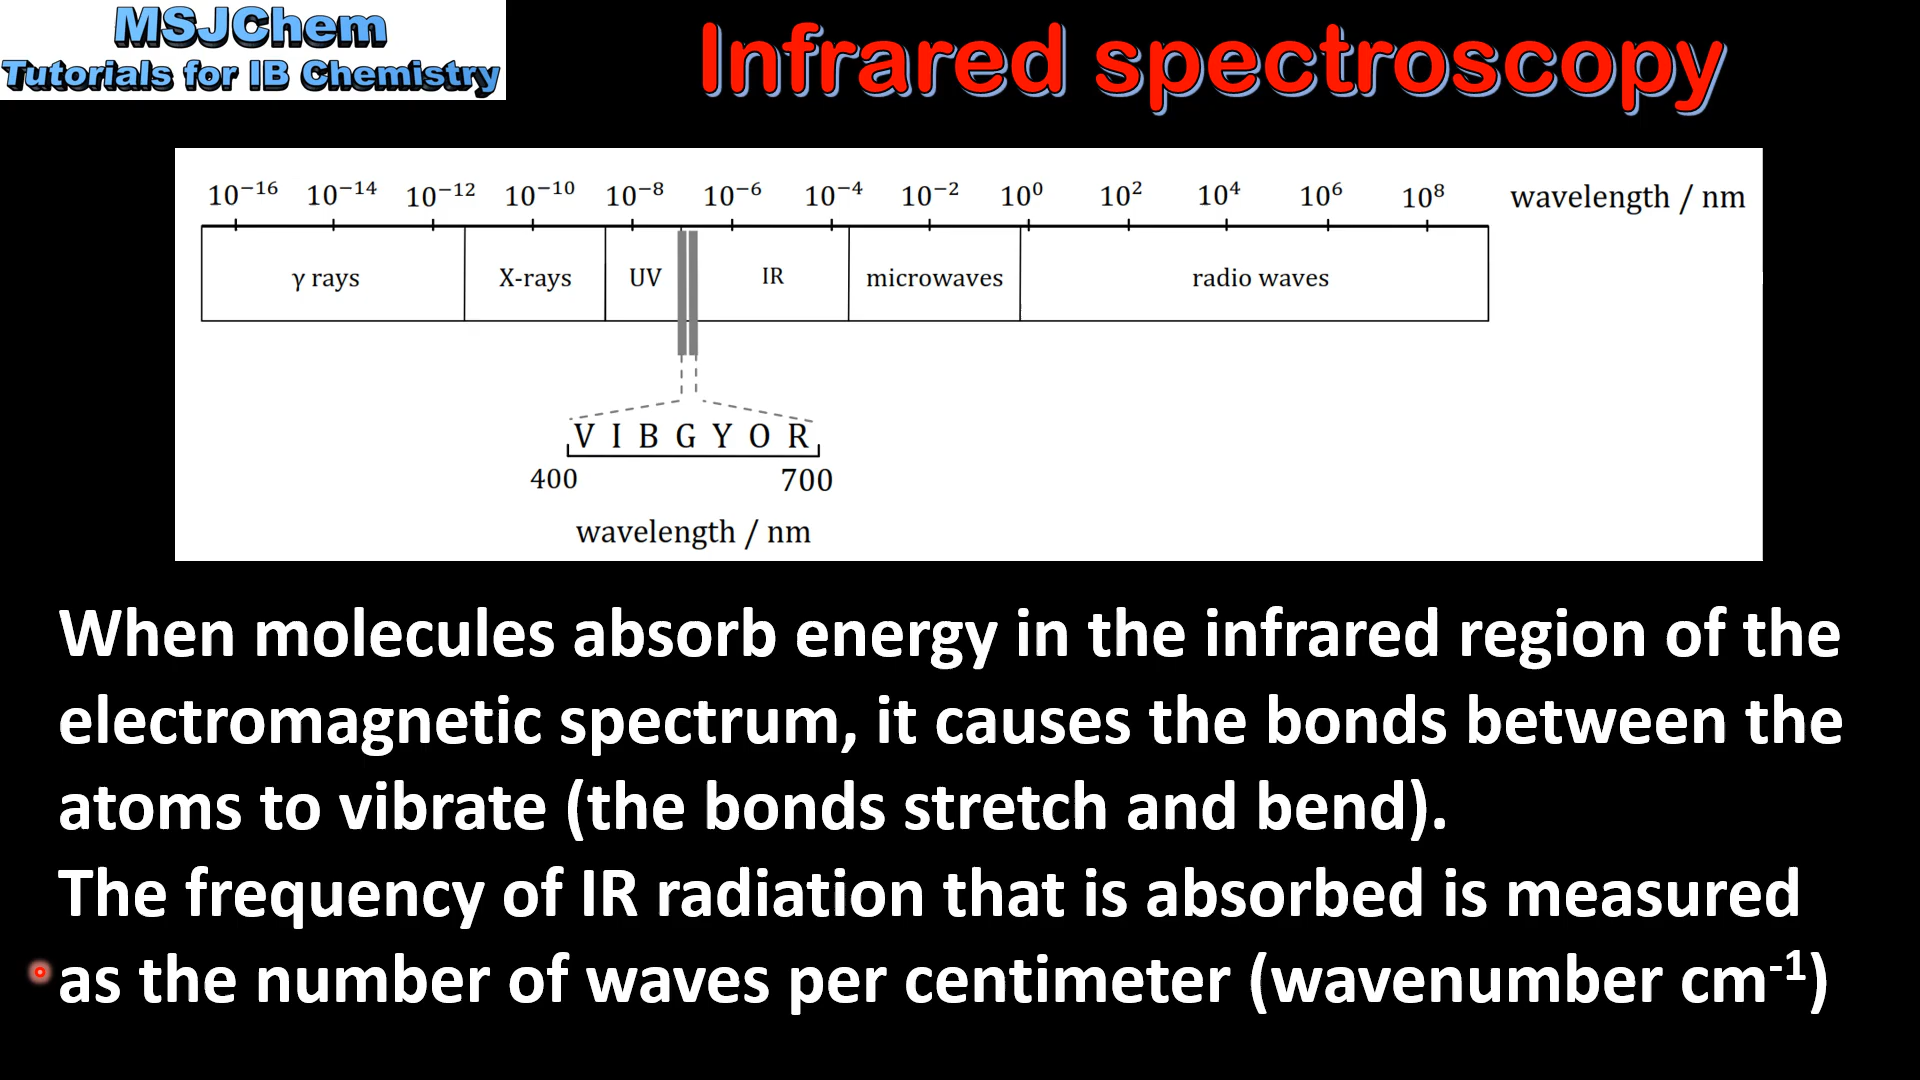 MSJChem
Tutorials for IB Chemistry
Infrared spectroscopy
10⁻¹⁶ 10⁻¹⁴ 10⁻¹² 10⁻¹⁰ 10⁻⁸ 10⁻⁶ 10⁻⁴ 10⁻² 10⁰ 10² 10⁴ 10⁶ 10⁸ wavelength / nm
γ rays X-rays UV IR microwaves radio waves
V I B G Y O R
400 700
wavelength / nm
When molecules absorb energy in the infrared region of the
electromagnetic spectrum, it causes the bonds between the
atoms to vibrate (the bonds stretch and bend).
The frequency of IR radiation that is absorbed is measured
as the number of waves per centimeter (wavenumber cm⁻¹)